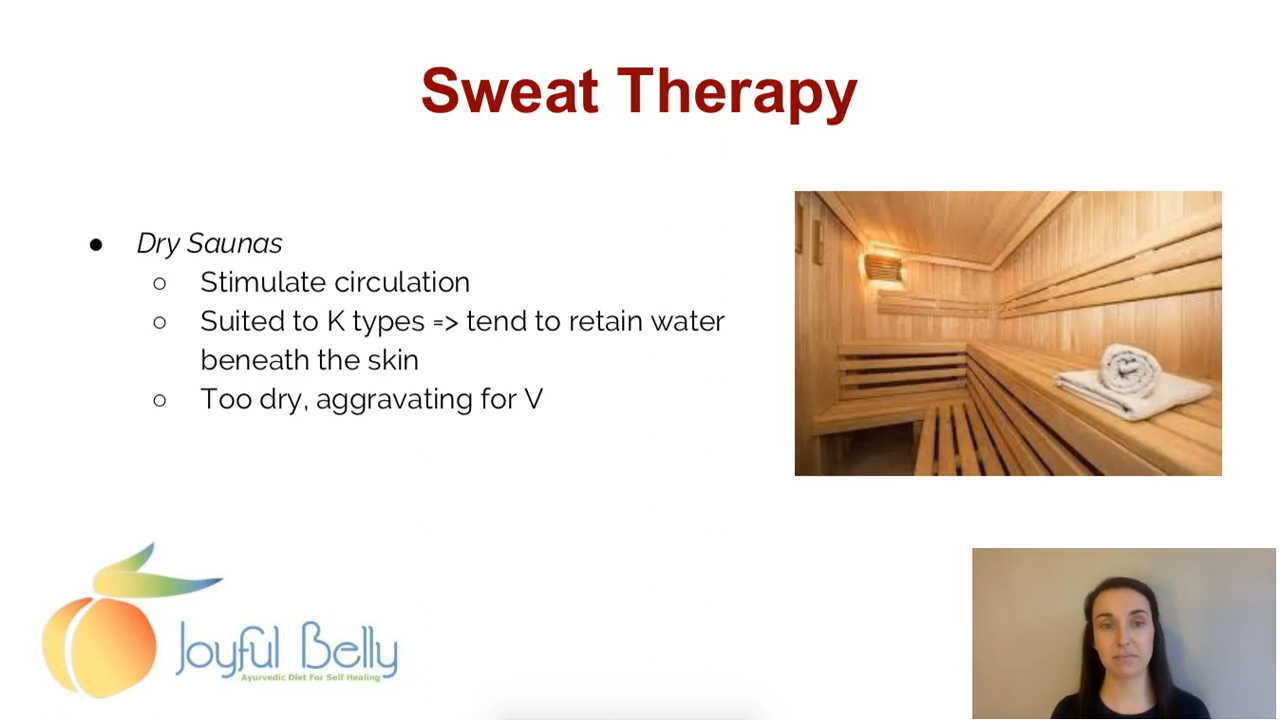 Sweat Therapy
● Dry Saunas
○ Stimulate circulation
○ Suited to K types => tend to retain water
beneath the skin
○ Too dry, aggravating for V
Joyful Belly
Ayurvedic Diet For Self Healing